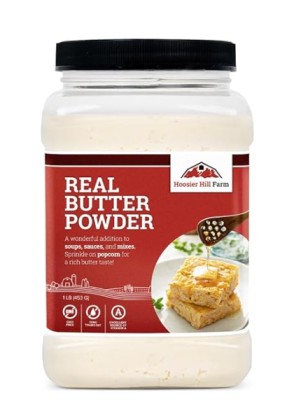 Hoosier Hill Farm
REAL
BUTTER
POWDER
A wonderful addition to
soups, sauces, and mixes.
Sprinkle on popcorn for
a rich butter taste!
1 LB (453 G)
A